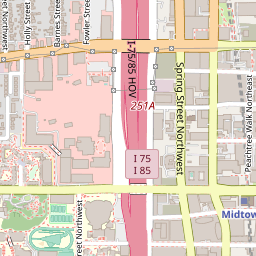 Northwest
Holly Street
Barnes Street
Fowler Street
I-75/85 HOV
251A
Spring Street Northwest
Peachtree Walk Northeast
I 75
I 85
Midtow
Street Northwest